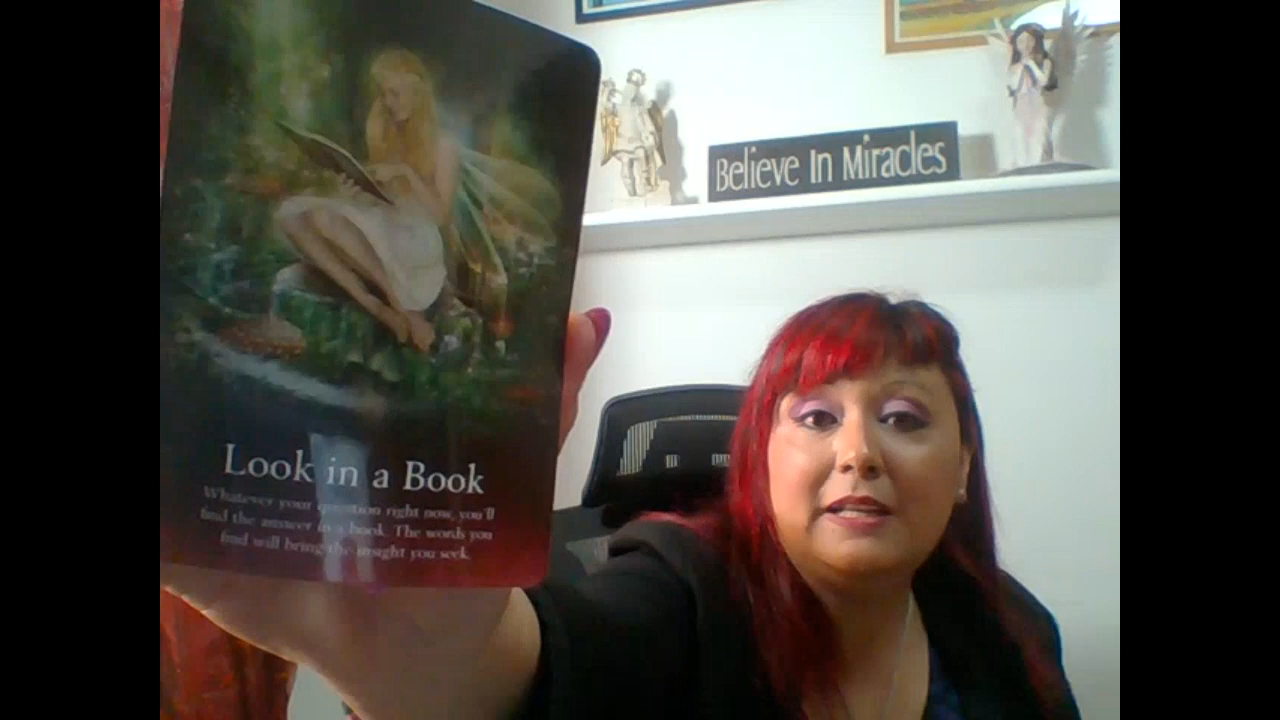 Believe In Miracles
Look in a Book
Whatever your question right now, you'll
find the answer in a book. The words you
find will bring the insight you seek.